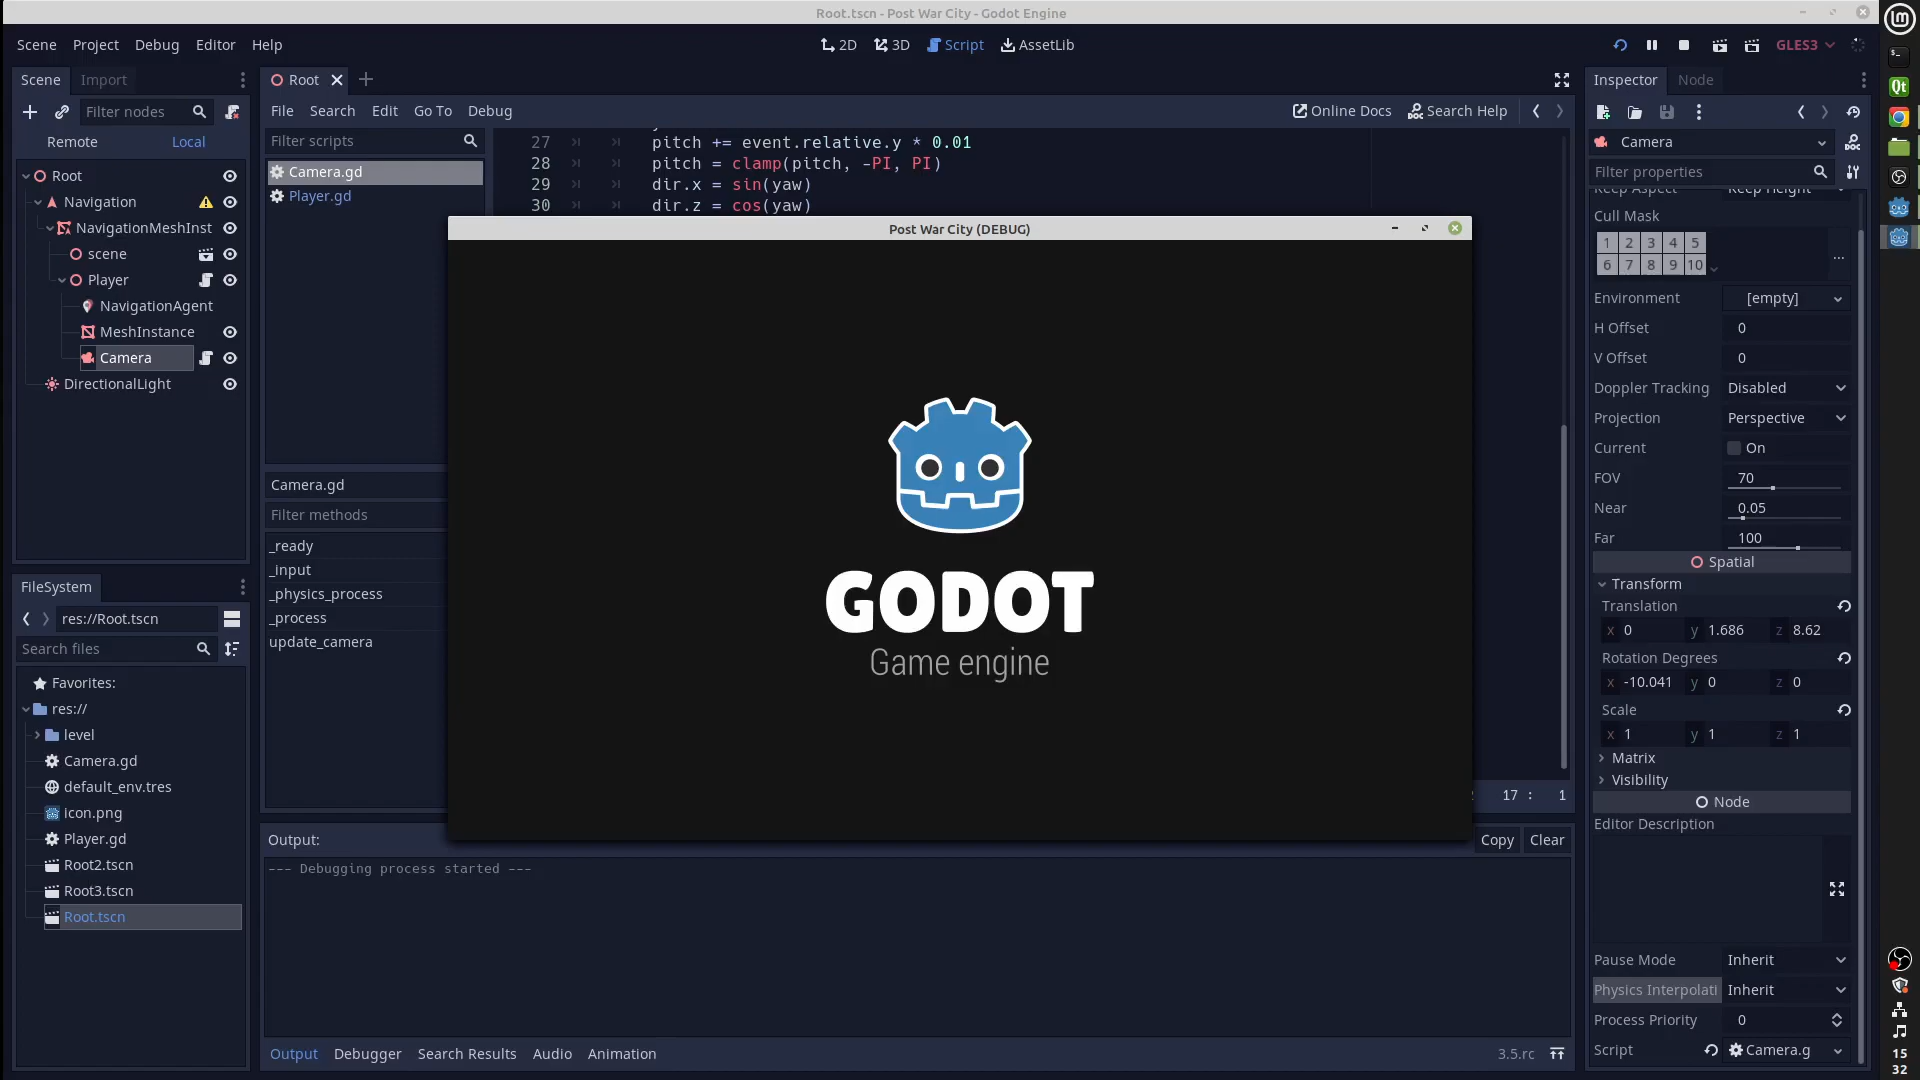 Root.tscn - Post War City - Godot Engine
Scene Project Debug Editor Help
2D 3D Script AssetLib
GLES3
Scene Import
Filter nodes
Remote Local
Root
Navigation
NavigationMeshInst
scene
Player
NavigationAgent
MeshInstance
Camera
DirectionalLight
FileSystem
res://Root.tscn
Search files
Favorites:
res://
level
Camera.gd
default_env.tres
icon.png
Player.gd
Root2.tscn
Root3.tscn
Root.tscn
Root
File Search Edit Go To Debug
Online Docs Search Help
Filter scripts
Camera.gd
Player.gd
Camera.gd
Filter methods
_ready
_input
_physics_process
_process
update_camera
27 pitch += event.relative.y * 0.01
28 pitch = clamp(pitch, -PI, PI)
29 dir.x = sin(yaw)
30 dir.z = cos(yaw)
Post War City (DEBUG)
GODOT
Game engine
17 : 1
Output:
Copy Clear
--- Debugging process started ---
Output Debugger Search Results Audio Animation
3.5.rc
Inspector Node
Camera
Filter properties
Keep Aspect Keep Height
Cull Mask
1 2 3 4 5
6 7 8 9 10
...
Environment [empty]
H Offset 0
V Offset 0
Doppler Tracking Disabled
Projection Perspective
Current On
FOV 70
Near 0.05
Far 100
Spatial
Transform
Translation
x 0 y 1.686 z 8.62
Rotation Degrees
x -10.041 y 0 z 0
Scale
x 1 y 1 z 1
Matrix
Visibility
Node
Editor Description
Pause Mode Inherit
Physics Interpolati Inherit
Process Priority 0
Script Camera.g
Qt
15
32